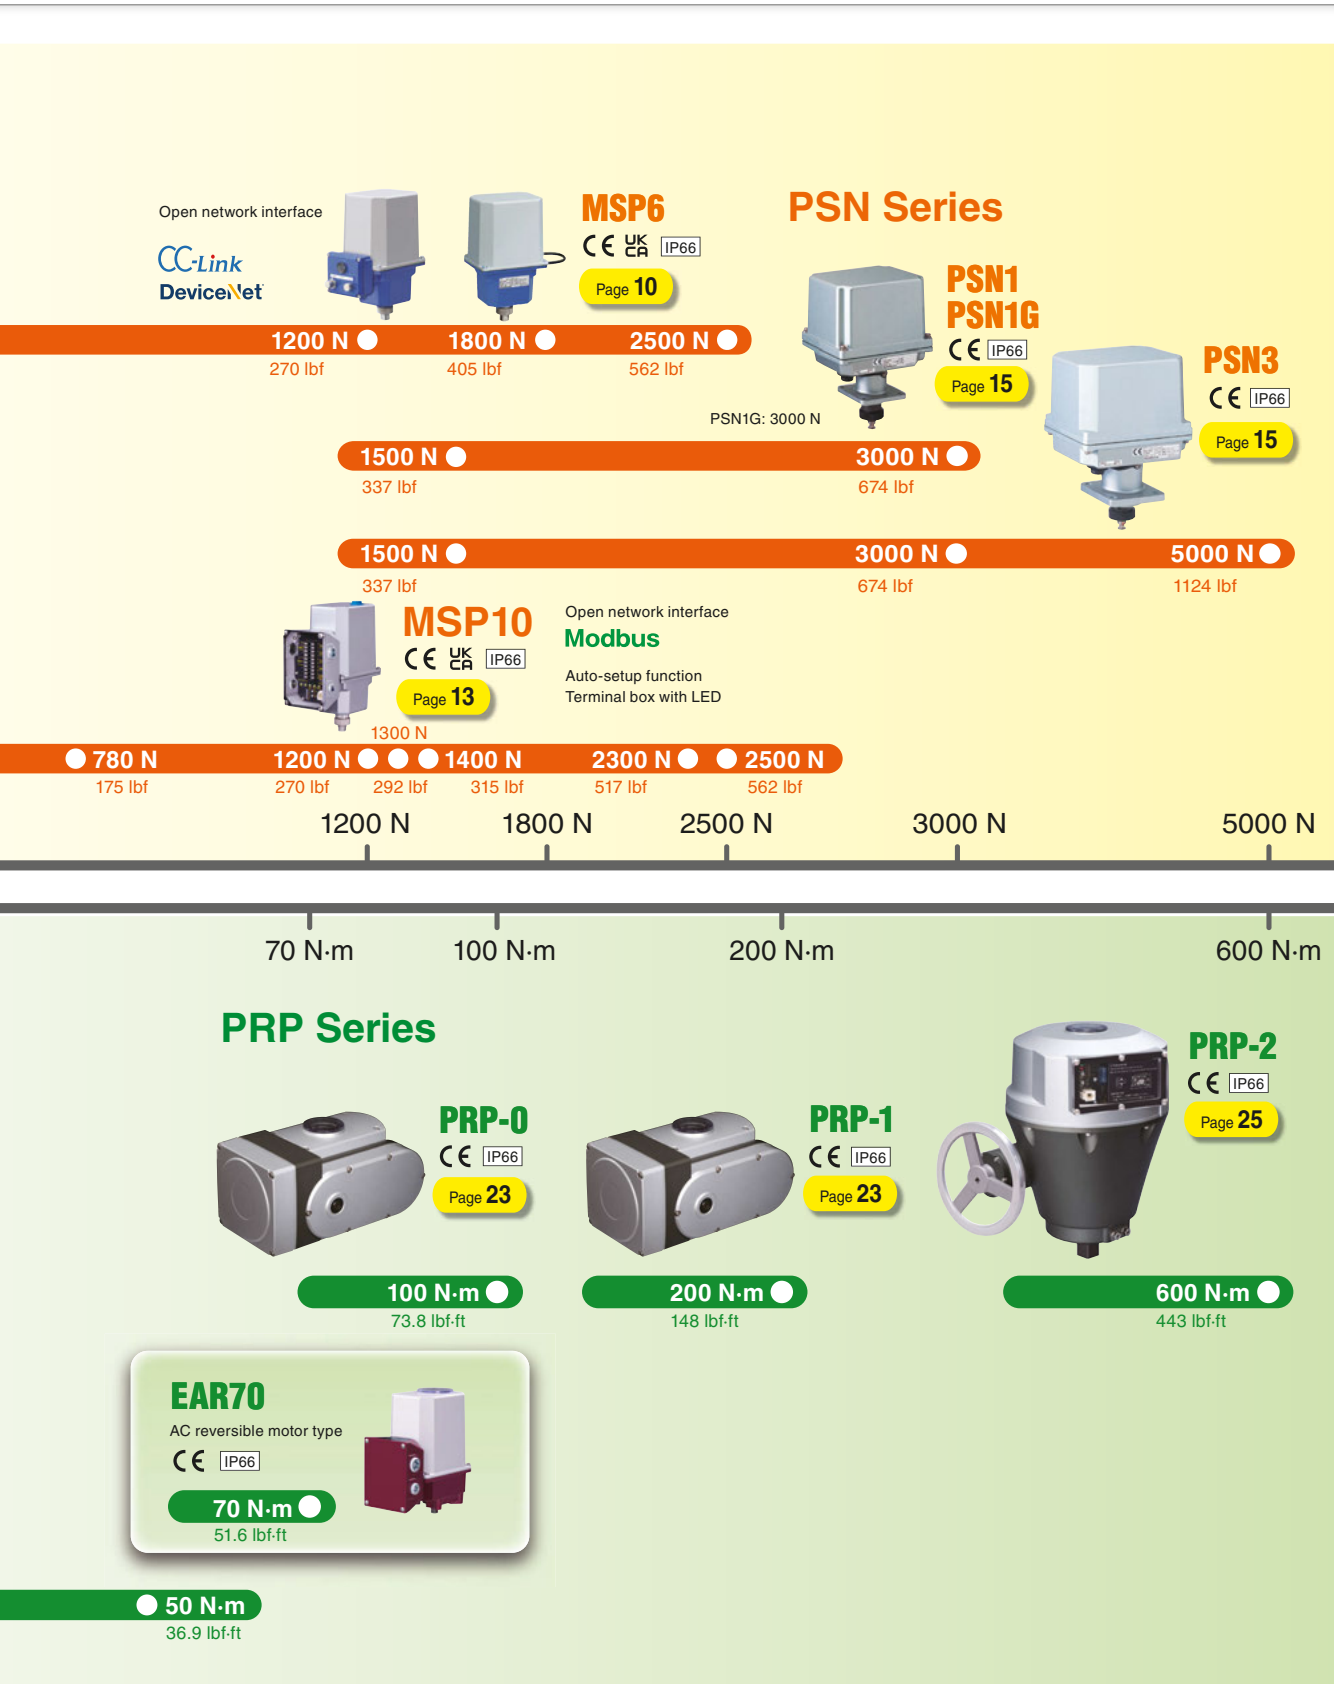 Open network interface
CC-Link
DeviceNet
MSP6
CE UK CA IP66
Page 10
1200 N
1800 N
2500 N
270 lbf
405 lbf
562 lbf
PSN Series
PSN1
PSN1G
CE IP66
Page 15
PSN1G: 3000 N
PSN3
CE IP66
Page 15
1500 N
3000 N
337 lbf
674 lbf
1500 N
3000 N
5000 N
337 lbf
674 lbf
1124 lbf
MSP10
CE UK CA IP66
Page 13
Open network interface
Modbus
Auto-setup function
Terminal box with LED
1300 N
780 N
1200 N
1400 N
2300 N
2500 N
175 lbf
270 lbf
292 lbf
315 lbf
517 lbf
562 lbf
1200 N
1800 N
2500 N
3000 N
5000 N
70 N·m
100 N·m
200 N·m
600 N·m
PRP Series
PRP-0
CE IP66
Page 23
100 N·m
73.8 lbf·ft
PRP-1
CE IP66
Page 23
200 N·m
148 lbf·ft
PRP-2
CE IP66
Page 25
600 N·m
443 lbf·ft
EAR70
AC reversible motor type
CE IP66
70 N·m
51.6 lbf·ft
50 N·m
36.9 lbf·ft